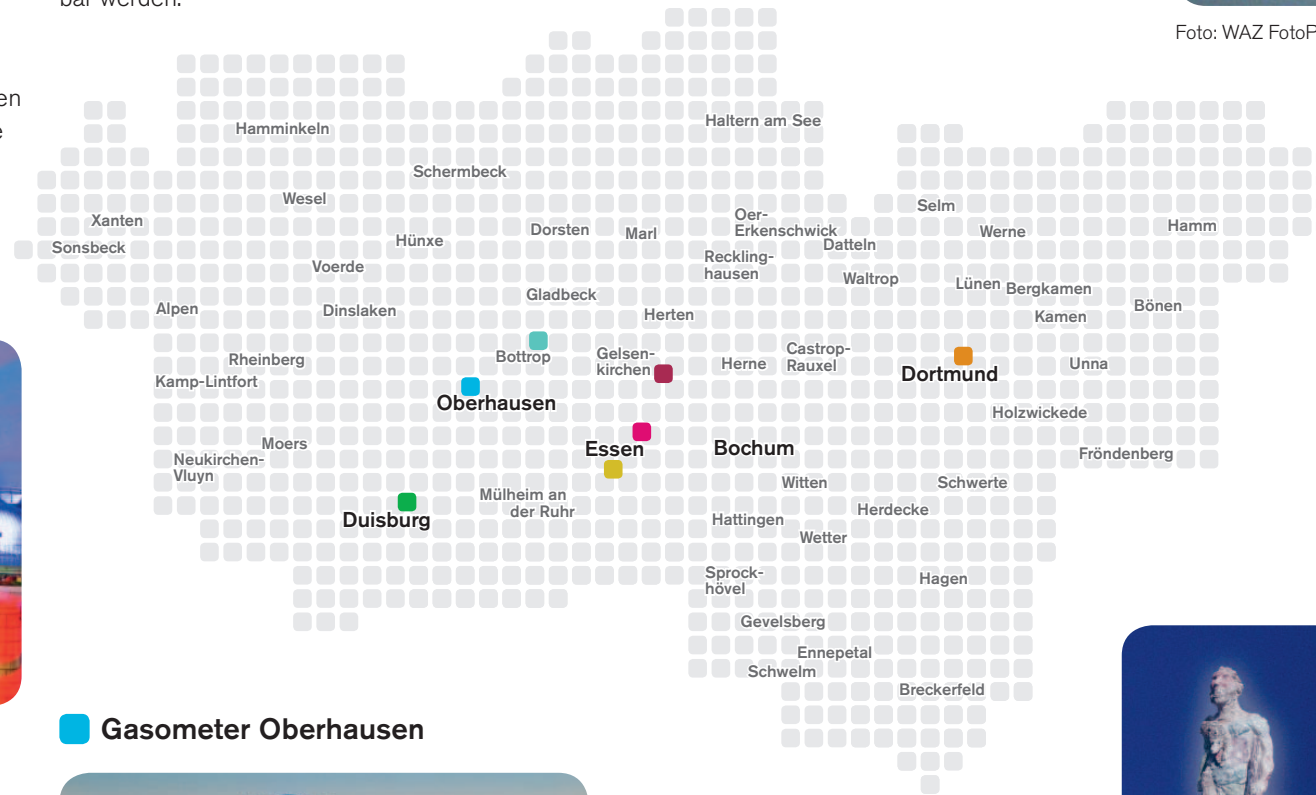 bar werden.
Foto: WAZ FotoP
en
e
Haltern am See
Hamminkeln
Schermbeck
Wesel
Selm
Xanten
Oer-
Erkenschwick
Hamm
Dorsten
Marl
Werne
Hünxe
Datteln
Sonsbeck
Reckling-
hausen
Voerde
Waltrop
Lünen
Bergkamen
Gladbeck
Bönen
Alpen
Dinslaken
Herten
Kamen
Castrop-
Rauxel
Gelsen-
kirchen
Bottrop
Rheinberg
Herne
Unna
Dortmund
Kamp-Lintfort
Oberhausen
Holzwickede
Moers
Essen
Bochum
Fröndenberg
Neukirchen-
Vluyn
Witten
Schwerte
Mülheim an
der Ruhr
Herdecke
Duisburg
Hattingen
Wetter
Sprock-
hövel
Hagen
Gevelsberg
Ennepetal
Schwelm
Breckerfeld
Gasometer Oberhausen